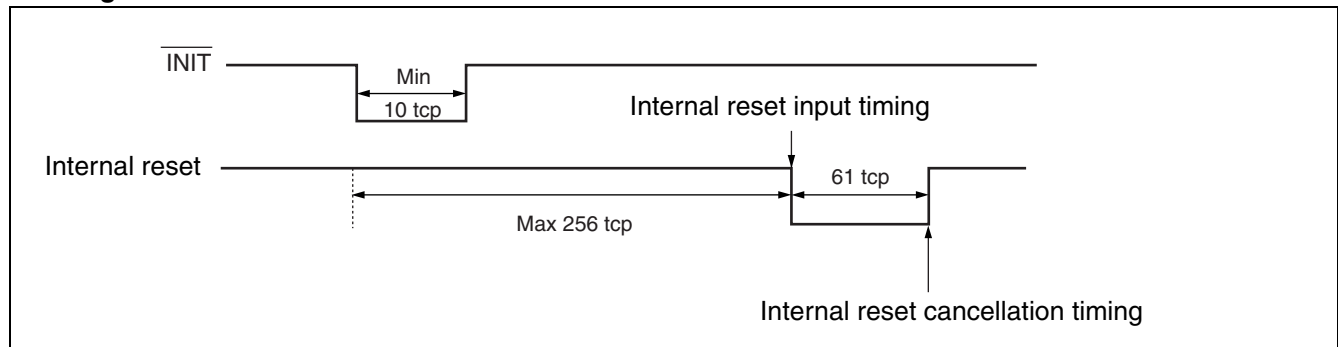 INIT
Min
10 tcp
Internal reset input timing
Internal reset
61 tcp
Max 256 tcp
Internal reset cancellation timing